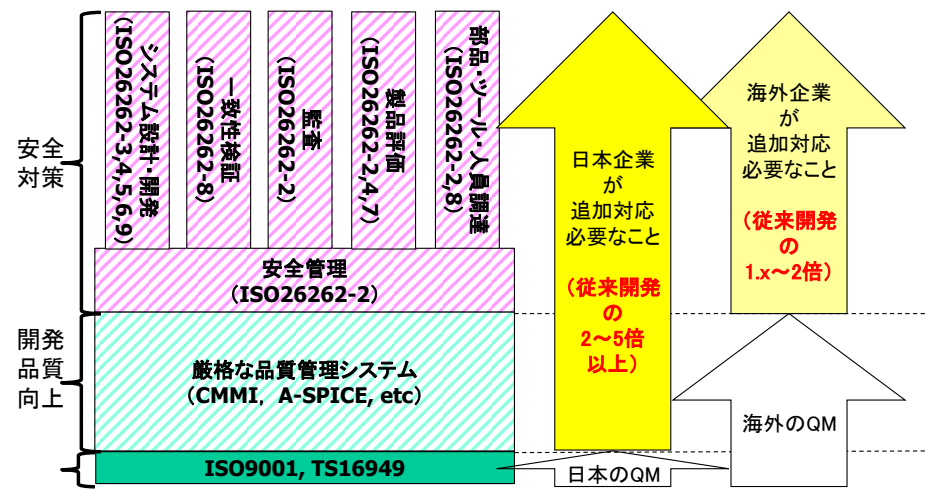 安全
対策
開発
品質
向上
システム設計・開発
(ISO26262-3,4,5,6,9)
一致性検証
(ISO26262-8)
監査
(ISO26262-2)
製品評価
(ISO26262-2,4,7)
部品・ツール・人員調達
(ISO26262-2,8)
安全管理
(ISO26262-2)
厳格な品質管理システム
(CMMI, A-SPICE, etc)
ISO9001, TS16949
日本企業
が
追加対応
必要なこと
(従来開発
の
2～5倍
以上)
日本のQM
海外企業
が
追加対応
必要なこと
(従来開発
の
1.x～2倍)
海外のQM